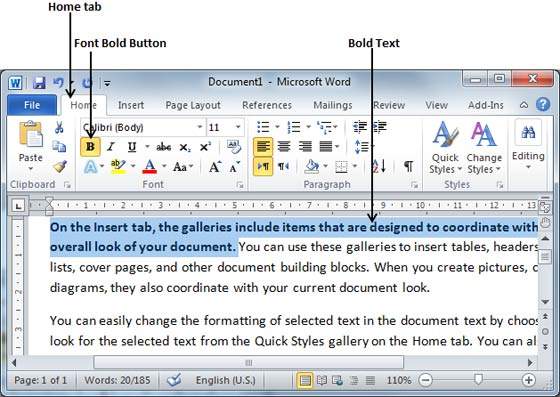 Home tab
Font Bold Button
Bold Text
Document1 - Microsoft Word
File Home Insert Page Layout References Mailings Review View Add-Ins
Calibri (Body) 11
Paste
B I U abc x₂ x²
Quick Styles
Change Styles
Editing
Clipboard Font Paragraph Styles
On the Insert tab, the galleries include items that are designed to coordinate with
overall look of your document. You can use these galleries to insert tables, headers
lists, cover pages, and other document building blocks. When you create pictures, c
diagrams, they also coordinate with your current document look.
You can easily change the formatting of selected text in the document text by choos
look for the selected text from the Quick Styles gallery on the Home tab. You can al
Page: 1 of 1 Words: 20/185 English (U.S.) 110%